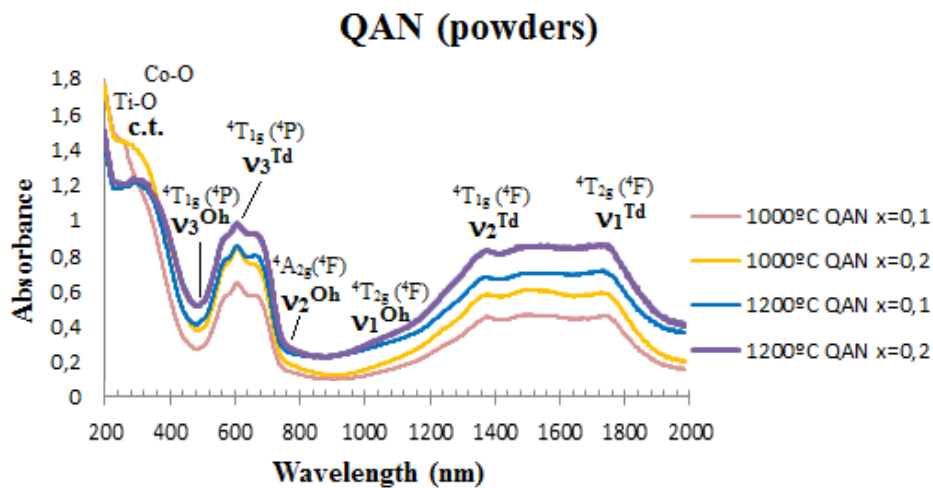 QAN (powders)
Absorbance
1,8
1,6
1,4
1,2
1
0,8
0,6
0,4
0,2
0
Co-O
Ti-O
c.t.
⁴T₁g (⁴P)
ν₃ᵀᵈ
⁴T₁g (⁴P)
ν₃ᴼʰ
⁴A₂g(⁴F)
ν₂ᴼʰ
⁴T₂g (⁴F)
ν₁ᴼʰ
⁴T₁g (⁴F)
ν₂ᵀᵈ
⁴T₂g (⁴F)
ν₁ᵀᵈ
1000ºC QAN x=0,1
1000ºC QAN x=0,2
1200ºC QAN x=0,1
1200ºC QAN x=0,2
200 400 600 800 1000 1200 1400 1600 1800 2000
Wavelength (nm)